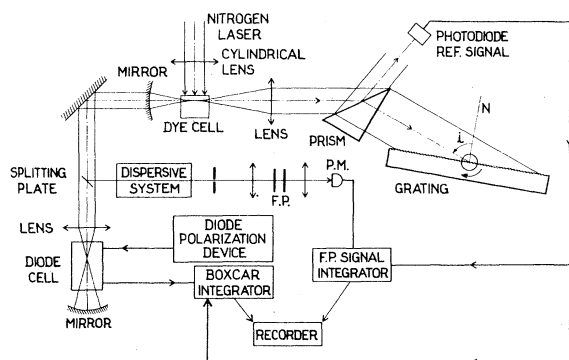 NITROGEN
LASER
PHOTODIODE
REF. SIGNAL
CYLINDRICAL
LENS
MIRROR
DYE CELL
LENS
PRISM
N
i
GRATING
SPLITTING
PLATE
DISPERSIVE
SYSTEM
F.P.
P.M.
LENS
DIODE
CELL
DIODE
POLARIZATION
DEVICE
BOXCAR
INTEGRATOR
F.P. SIGNAL
INTEGRATOR
MIRROR
RECORDER